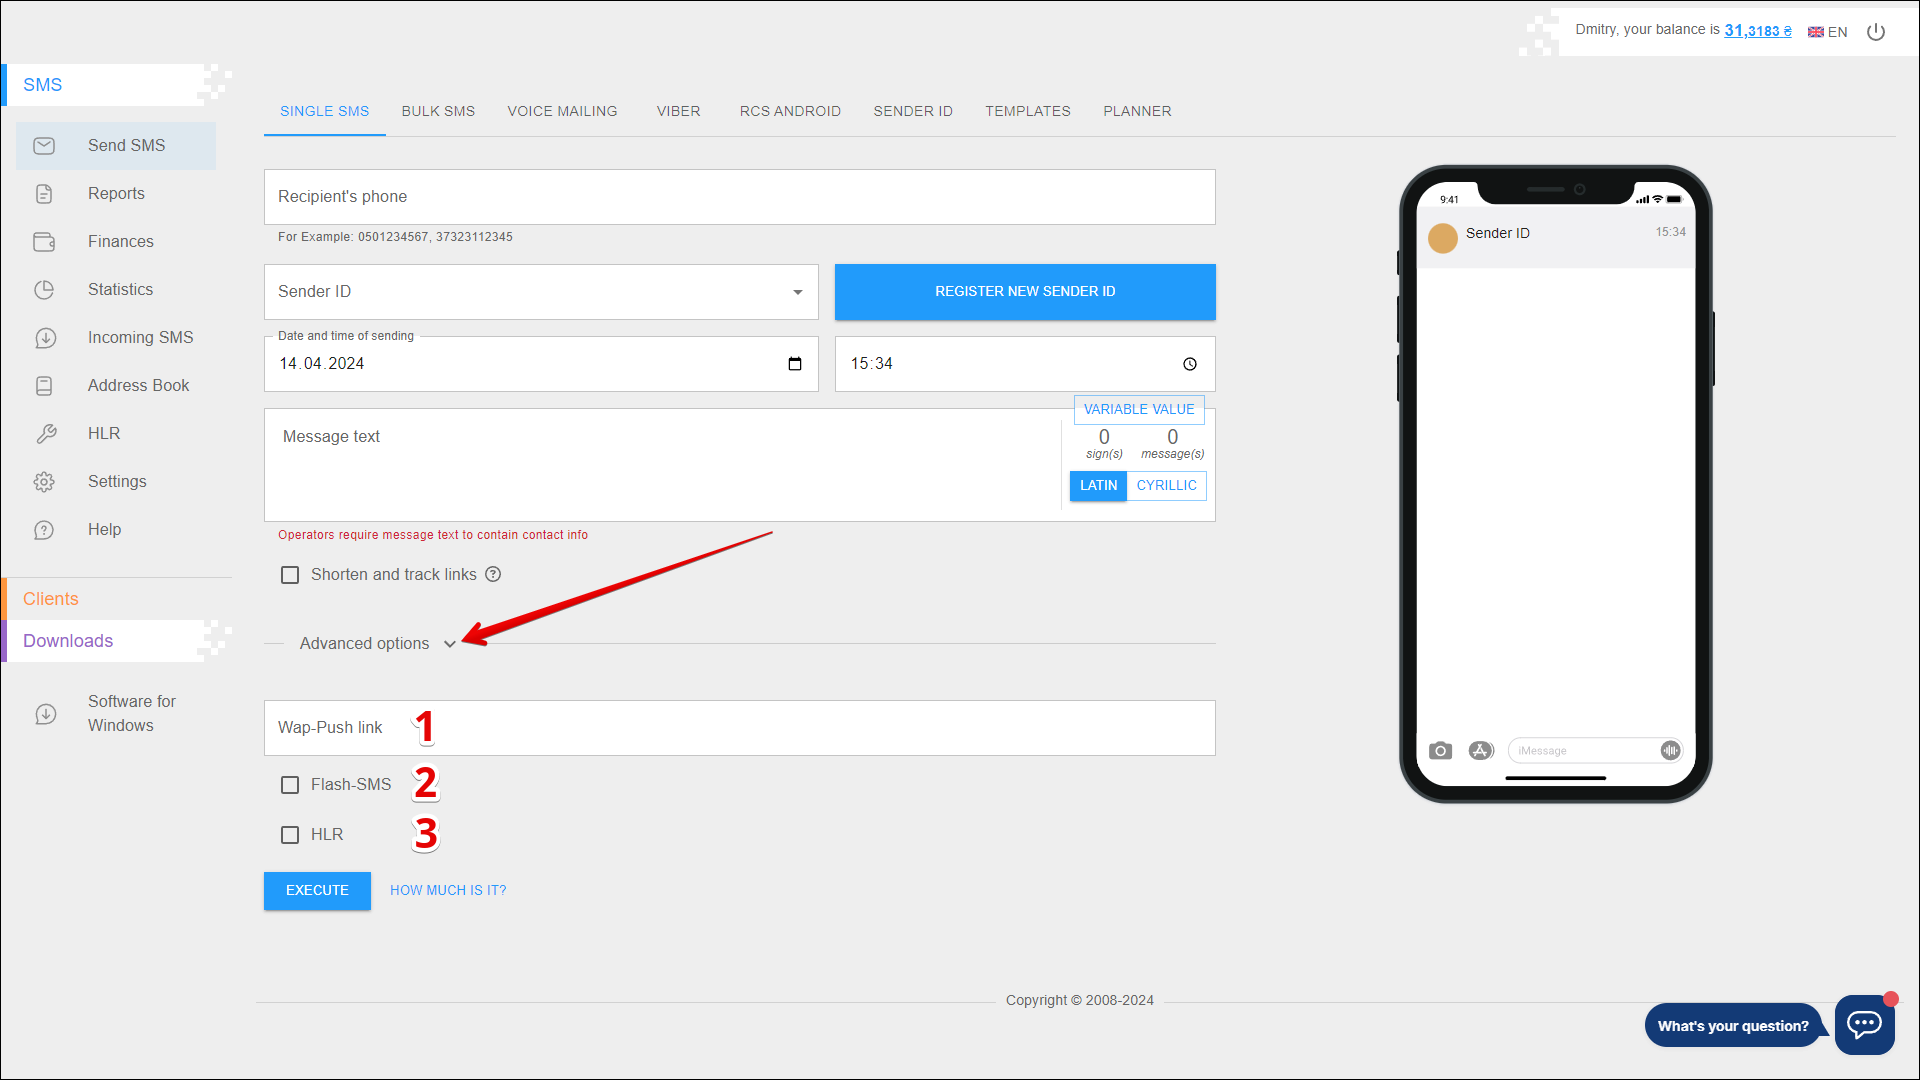 Dmitry, your balance is 31,3183 ₴ EN
SMS
Send SMS
Reports
Finances
Statistics
Incoming SMS
Address Book
HLR
Settings
Help
Clients
Downloads
Software for
Windows
SINGLE SMS BULK SMS VOICE MAILING VIBER RCS ANDROID SENDER ID TEMPLATES PLANNER
Recipient's phone
For Example: 0501234567, 37323112345
Sender ID
REGISTER NEW SENDER ID
Date and time of sending
14.04.2024
15:34
Message text
VARIABLE VALUE
0 0
sign(s) message(s)
LATIN CYRILLIC
Operators require message text to contain contact info
Shorten and track links ?
Advanced options
Wap-Push link 1
Flash-SMS 2
HLR 3
EXECUTE HOW MUCH IS IT?
9:41
Sender ID 15:34
iMessage
Copyright © 2008-2024
What's your question?